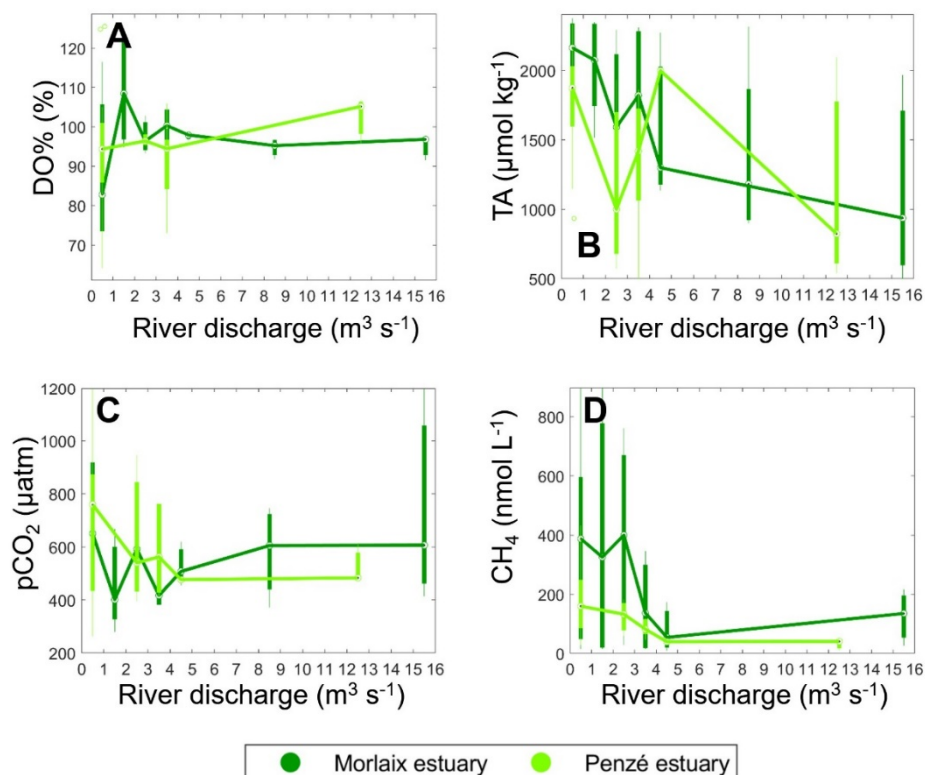 A
DO% (%)
120
110
100
90
80
70
0 1 2 3 4 5 6 7 8 9 10 11 12 13 14 15 16
River discharge (m³ s⁻¹)
B
TA (µmol kg⁻¹)
2000
1500
1000
500
0 1 2 3 4 5 6 7 8 9 10 11 12 13 14 15 16
River discharge (m³ s⁻¹)
C
pCO₂ (µatm)
1200
1000
800
600
400
200
0 1 2 3 4 5 6 7 8 9 10 11 12 13 14 15 16
River discharge (m³ s⁻¹)
D
CH₄ (nmol L⁻¹)
800
600
400
200
0
0 1 2 3 4 5 6 7 8 9 10 11 12 13 14 15 16
River discharge (m³ s⁻¹)
Morlaix estuary
Penzé estuary